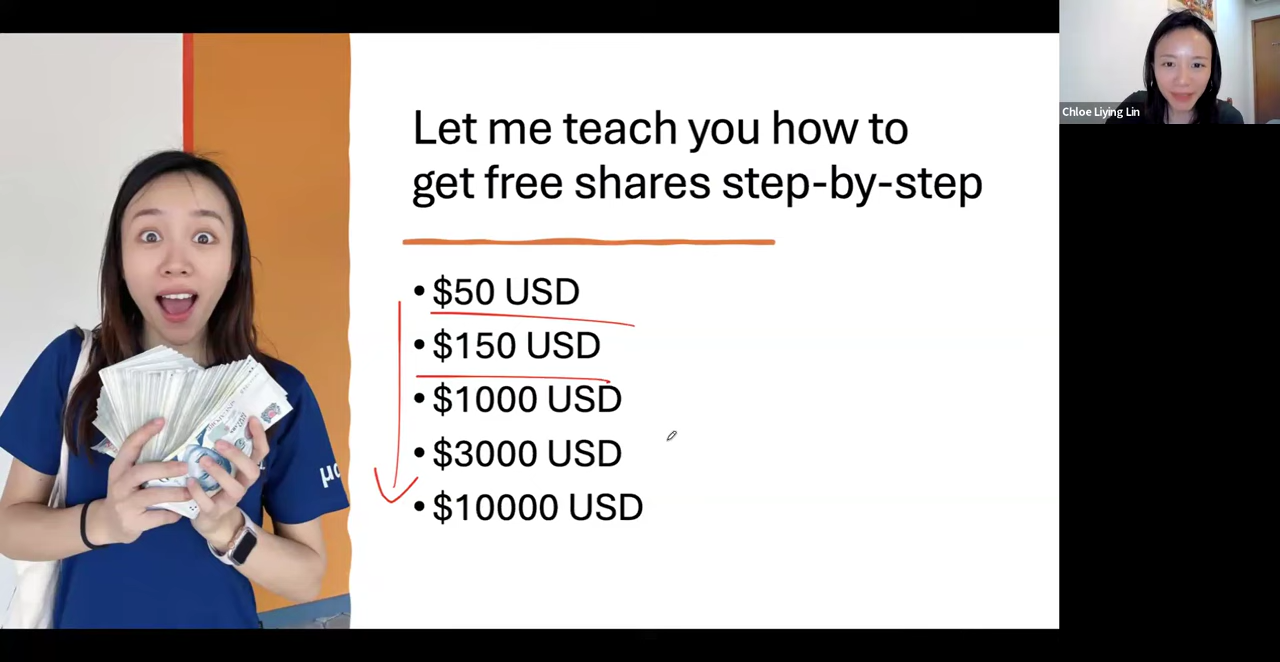 Let me teach you how to
get free shares step-by-step
• $50 USD
• $150 USD
• $1000 USD
• $3000 USD
• $10000 USD
Chloe Liying Lin